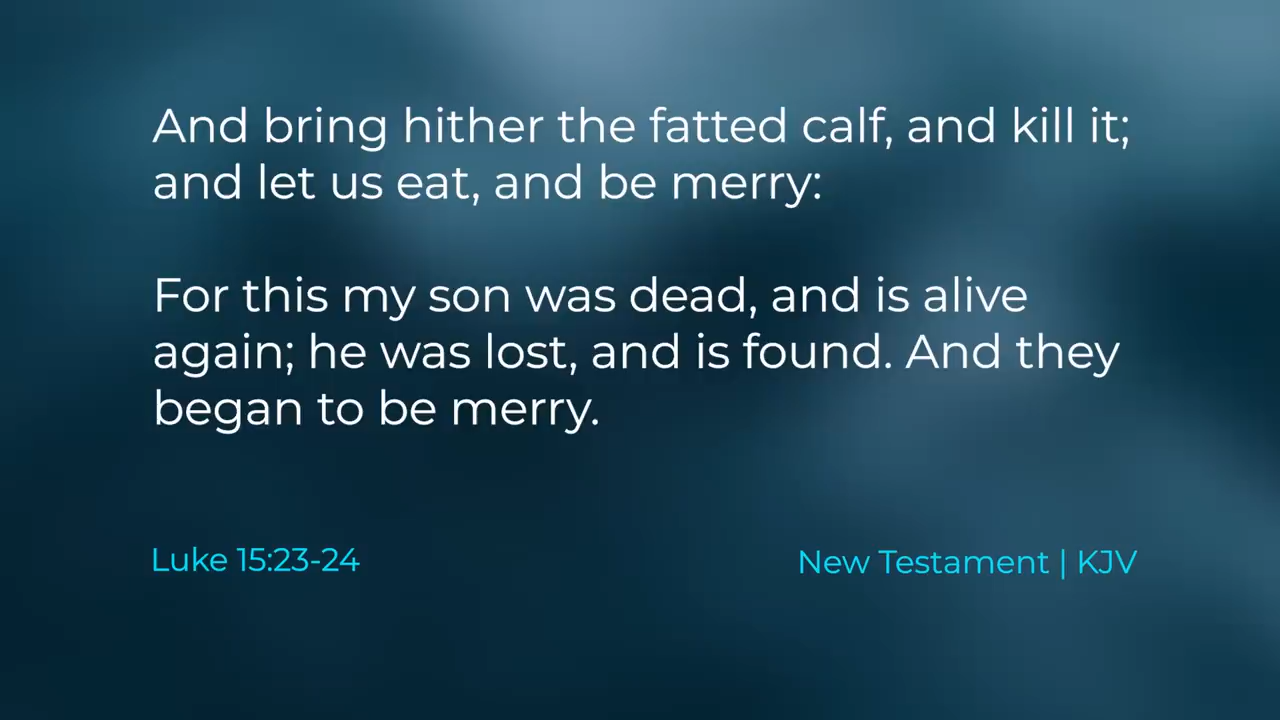 And bring hither the fatted calf, and kill it;
and let us eat, and be merry:
For this my son was dead, and is alive
again; he was lost, and is found. And they
began to be merry.
Luke 15:23-24
New Testament | KJV